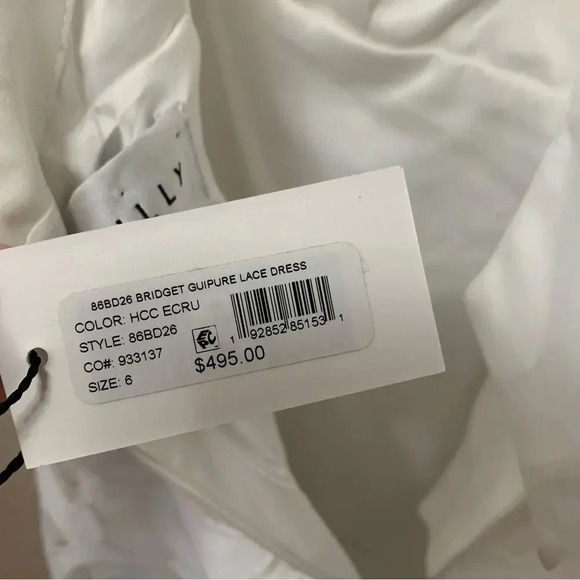 LLY
86BD26 BRIDGET GUIPURE LACE DRESS
COLOR: HCC ECRU
STYLE: 86BD26
CO#: 933137
SIZE: 6
1 92852 85153 1
$495.00